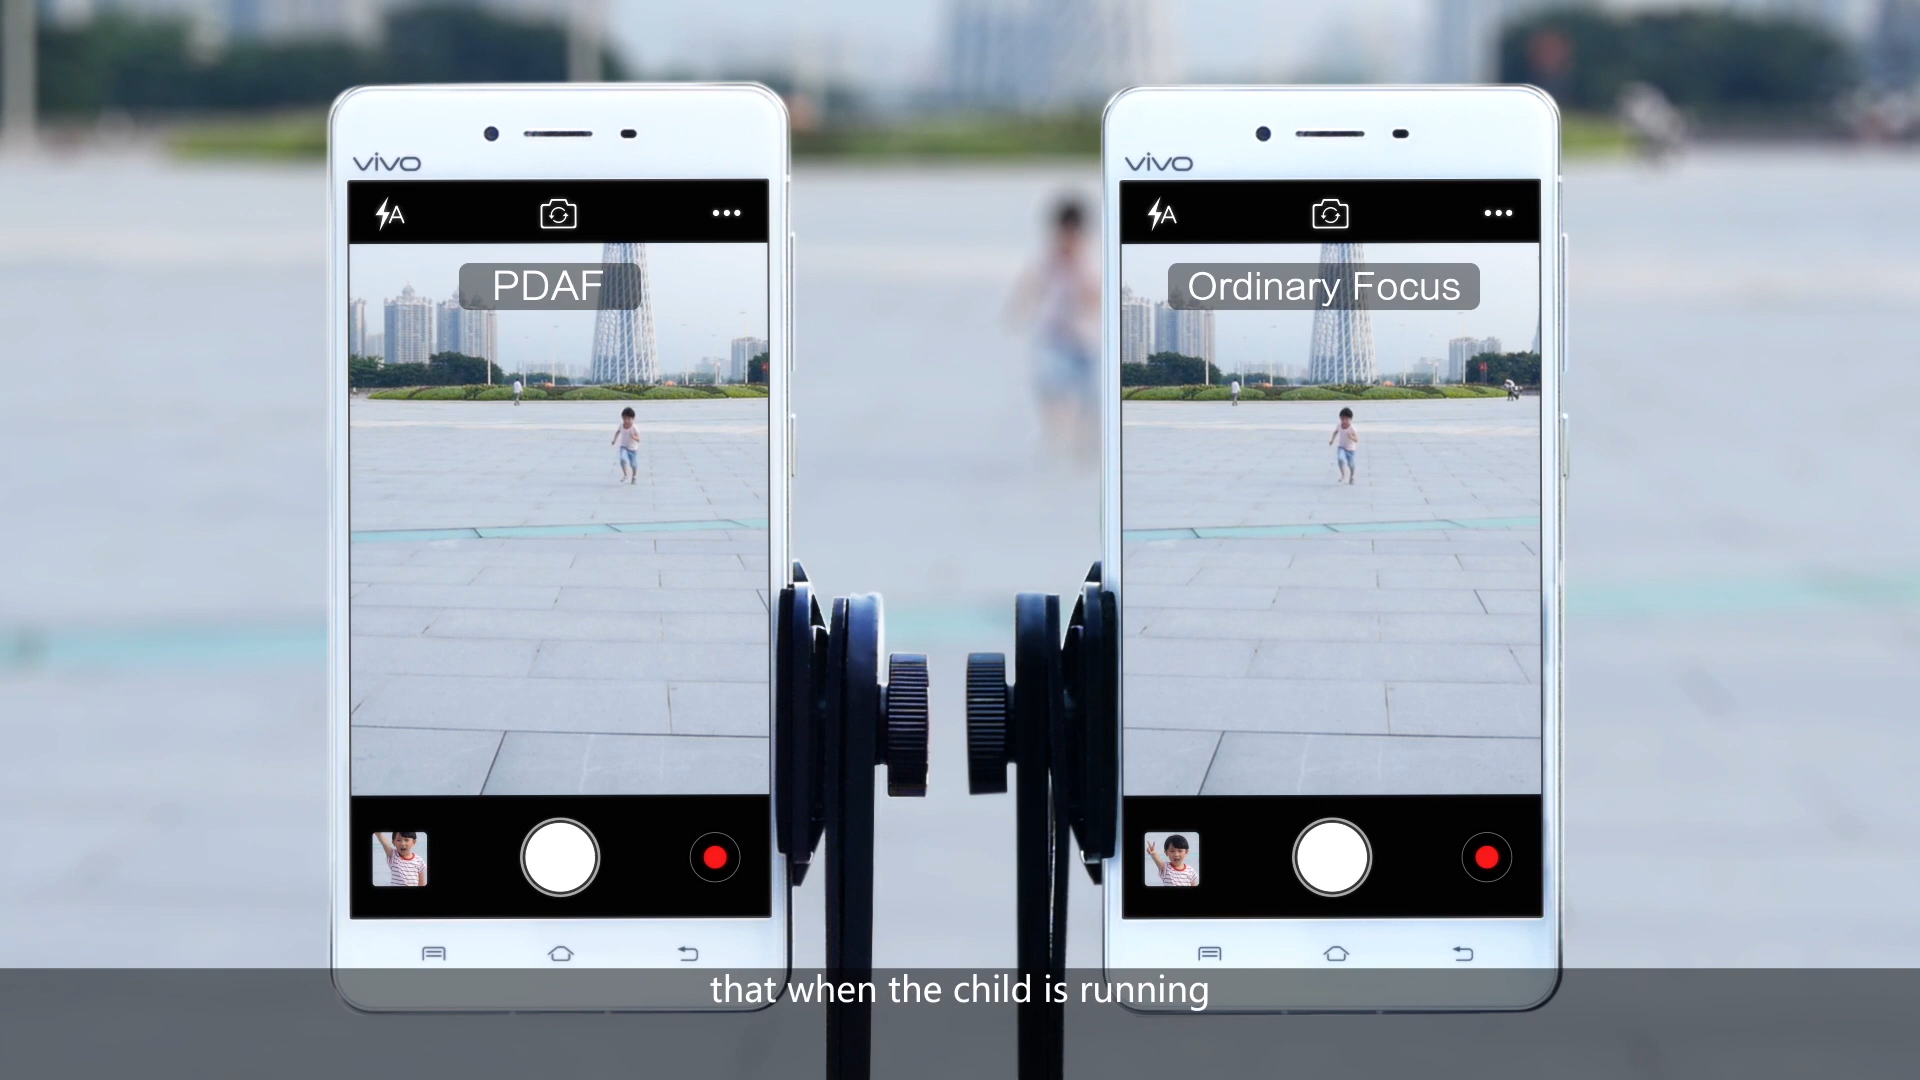 vivo
A
PDAF
vivo
A
Ordinary Focus
that when the child is running